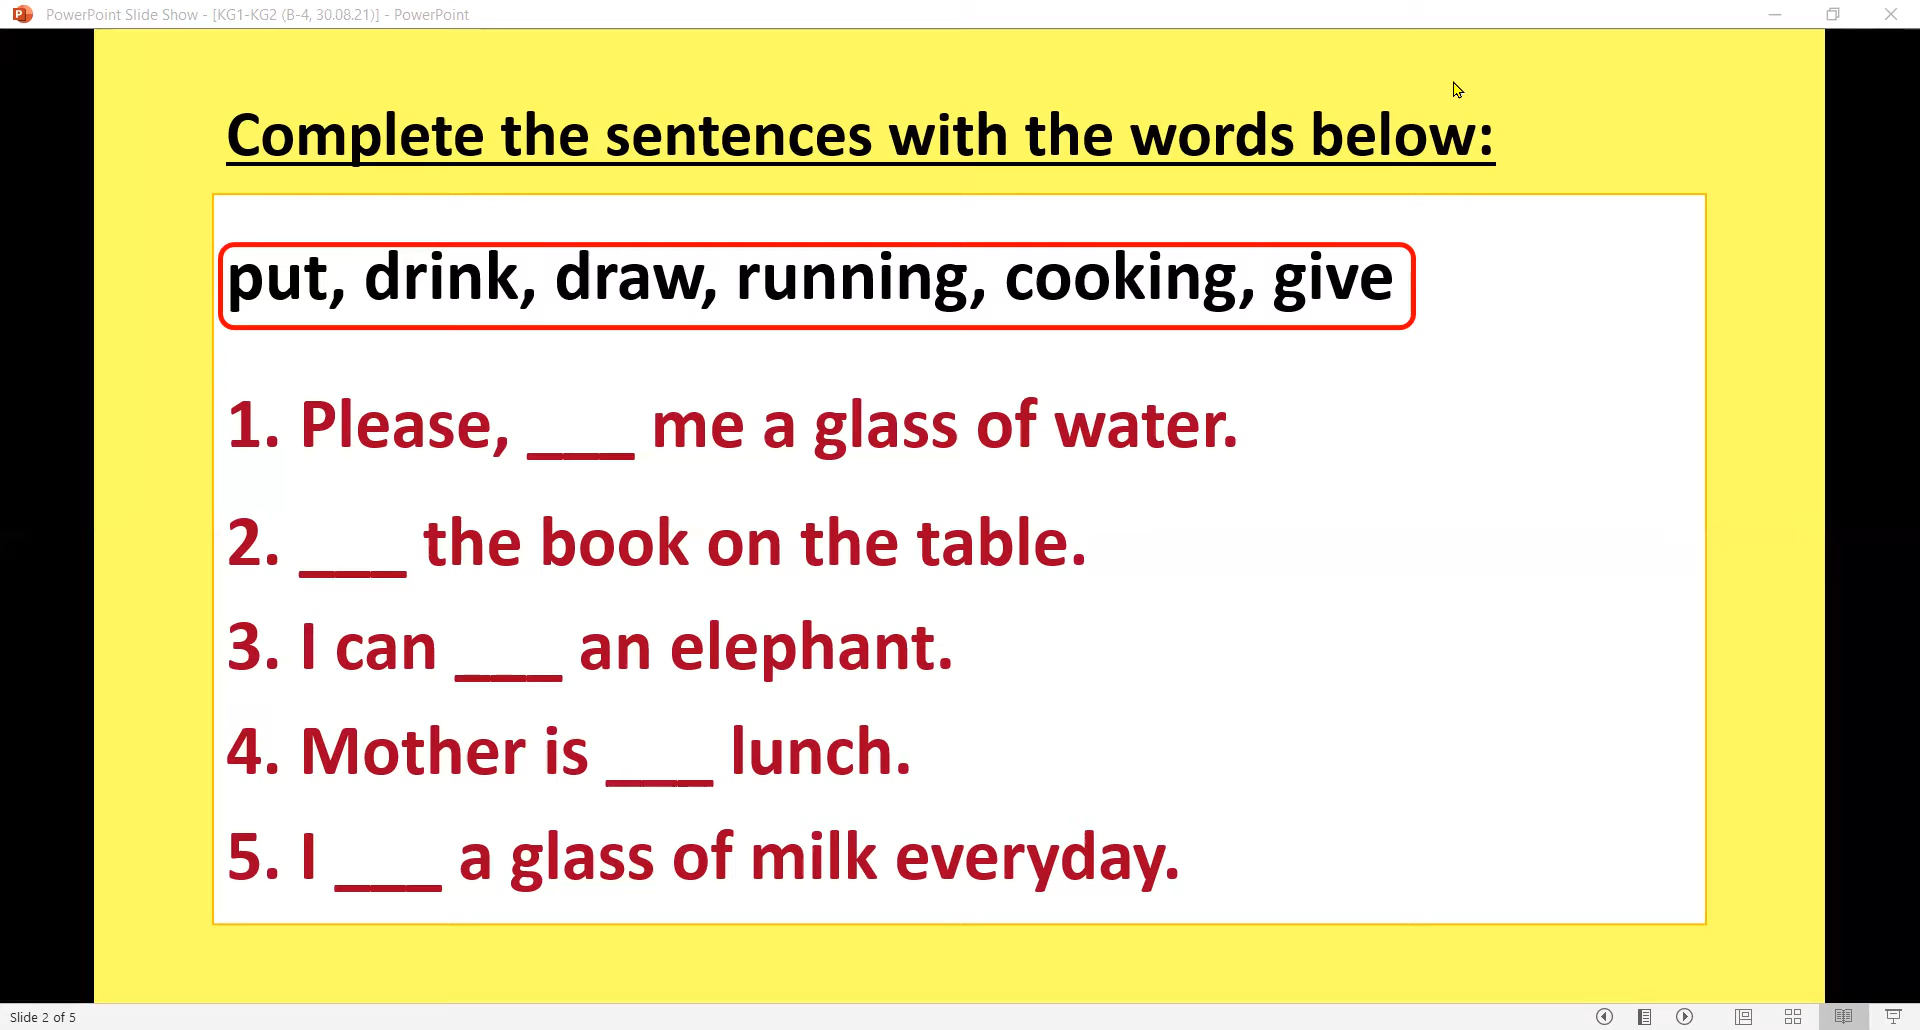 PowerPoint Slide Show - [KG1-KG2 (B-4, 30.08.21)] - PowerPoint
Complete the sentences with the words below:
put, drink, draw, running, cooking, give
1. Please, ___ me a glass of water.
2. ___ the book on the table.
3. I can ___ an elephant.
4. Mother is ___ lunch.
5. I ___ a glass of milk everyday.
Slide 2 of 5